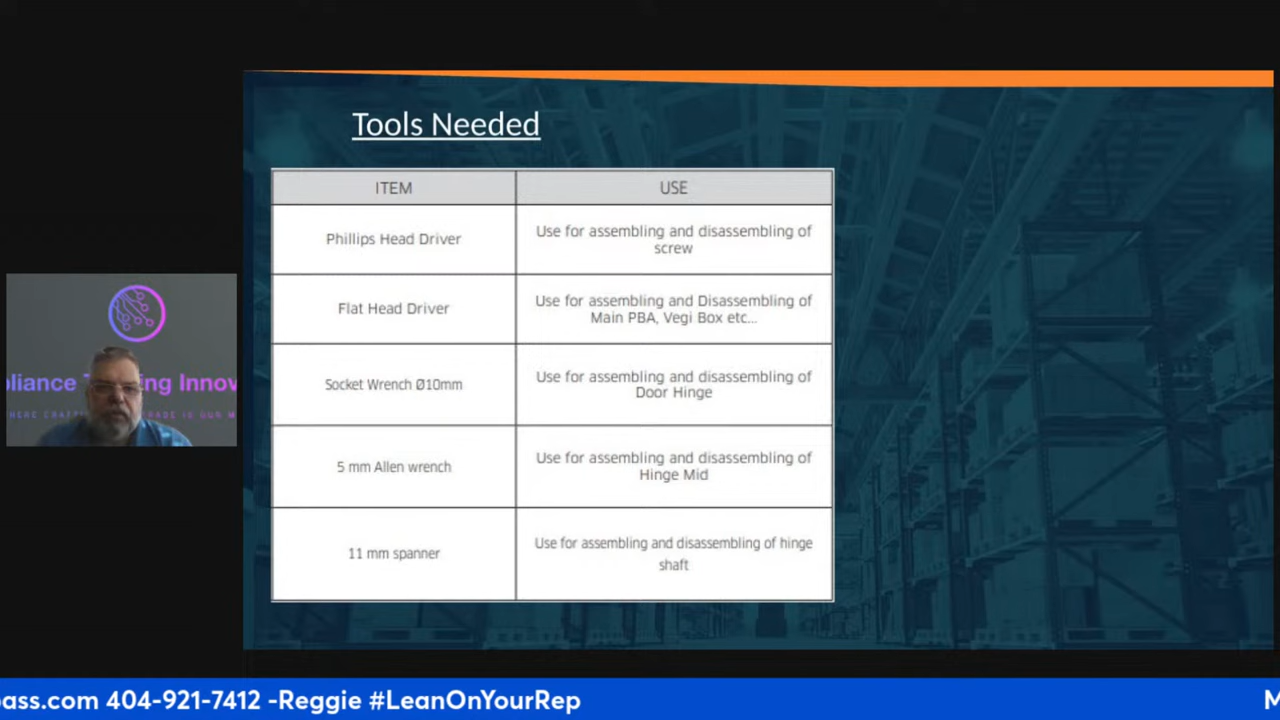 Tools Needed
ITEM USE
Phillips Head Driver
Use for assembling and disassembling of
screw
Flat Head Driver
Use for assembling and Disassembling of
Main PBA, Vegi Box etc...
Socket Wrench Ø10mm
Use for assembling and disassembling of
Door Hinge
5 mm Allen wrench
Use for assembling and disassembling of
Hinge Mid
11 mm spanner
Use for assembling and disassembling of hinge
shaft
pliance T ing Innov
ass.com 404-921-7412 -Reggie #LeanOnYourRep M